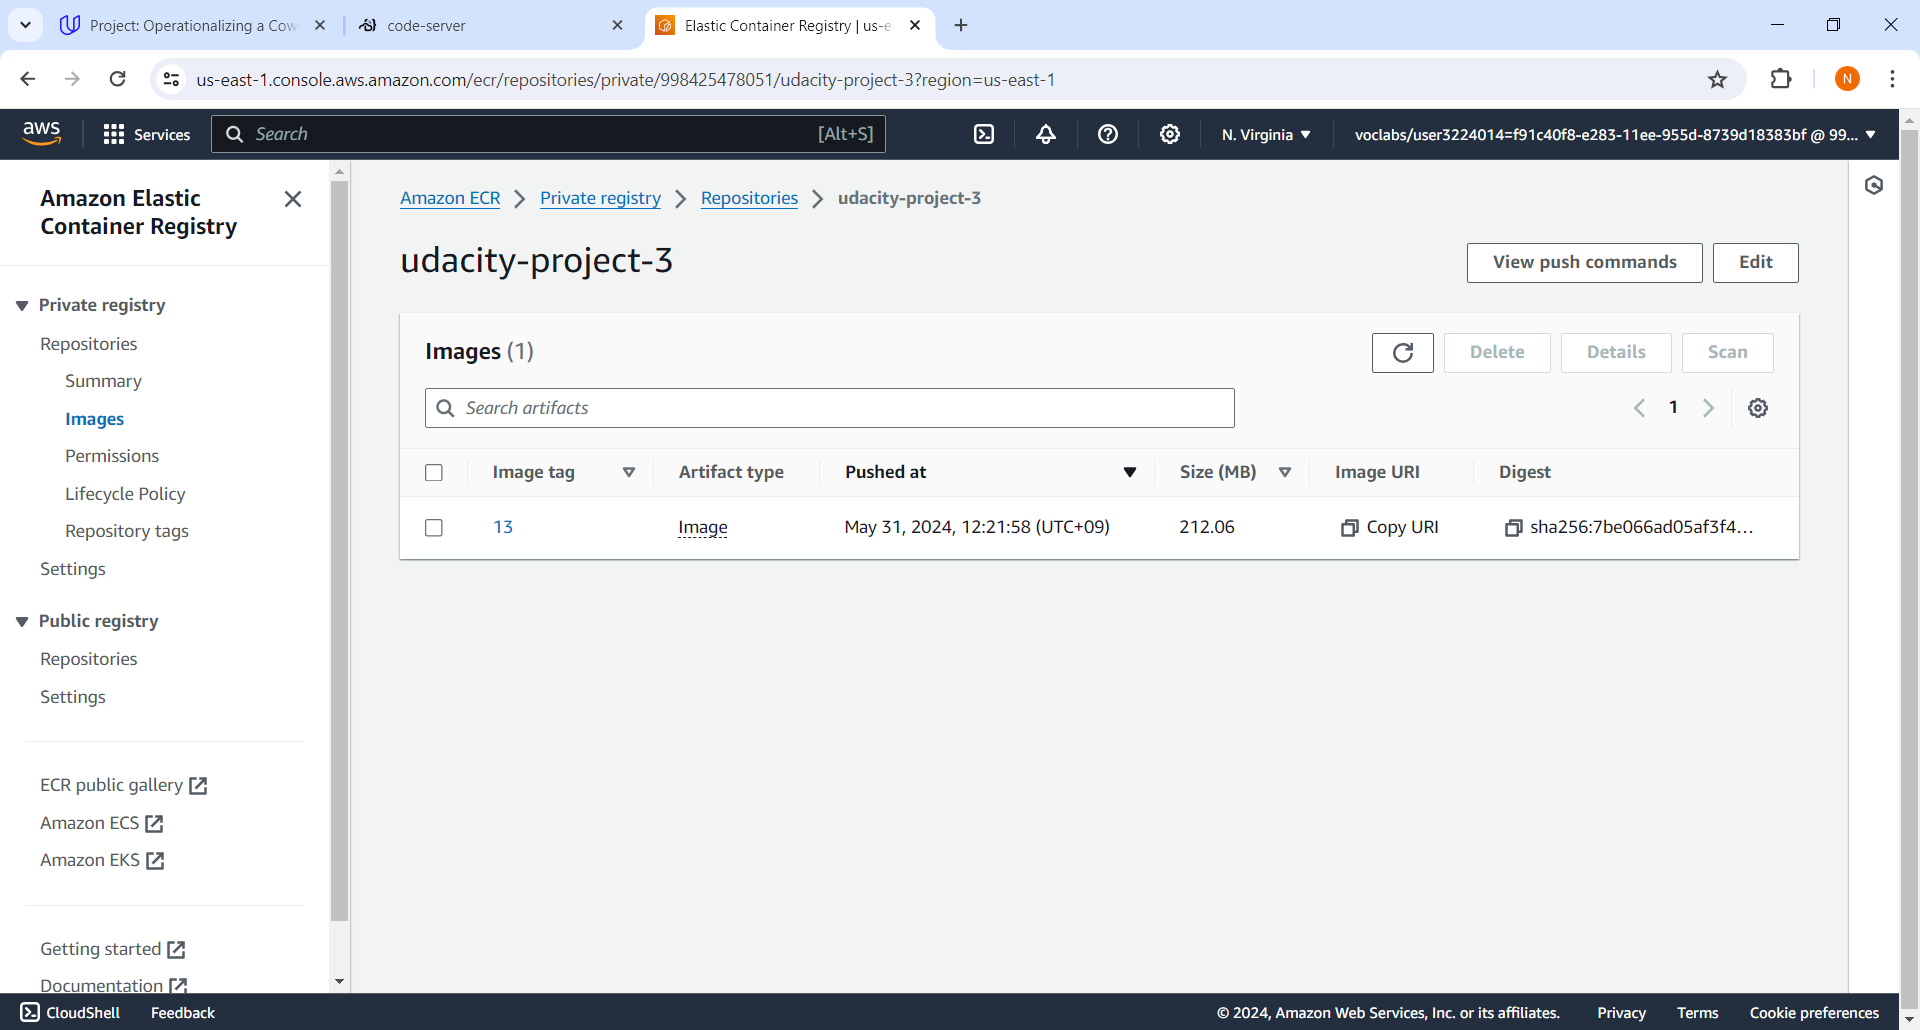 Project: Operationalizing a Cow
code-server
Elastic Container Registry | us-e
us-east-1.console.aws.amazon.com/ecr/repositories/private/998425478051/udacity-project-3?region=us-east-1
N
aws
Services
Search
[Alt+S]
N. Virginia
voclabs/user3224014=f91c40f8-e283-11ee-955d-8739d18383bf @ 99...
Amazon Elastic
Container Registry
Private registry
Repositories
Summary
Images
Permissions
Lifecycle Policy
Repository tags
Settings
Public registry
Repositories
Settings
ECR public gallery
Amazon ECS
Amazon EKS
Getting started
Documentation
Amazon ECR
Private registry
Repositories
udacity-project-3
udacity-project-3
View push commands
Edit
Images (1)
Delete
Details
Scan
Search artifacts
1
Image tag
Artifact type
Pushed at
Size (MB)
Image URI
Digest
13
Image
May 31, 2024, 12:21:58 (UTC+09)
212.06
Copy URI
sha256:7be066ad05af3f4...
CloudShell
Feedback
© 2024, Amazon Web Services, Inc. or its affiliates.
Privacy
Terms
Cookie preferences